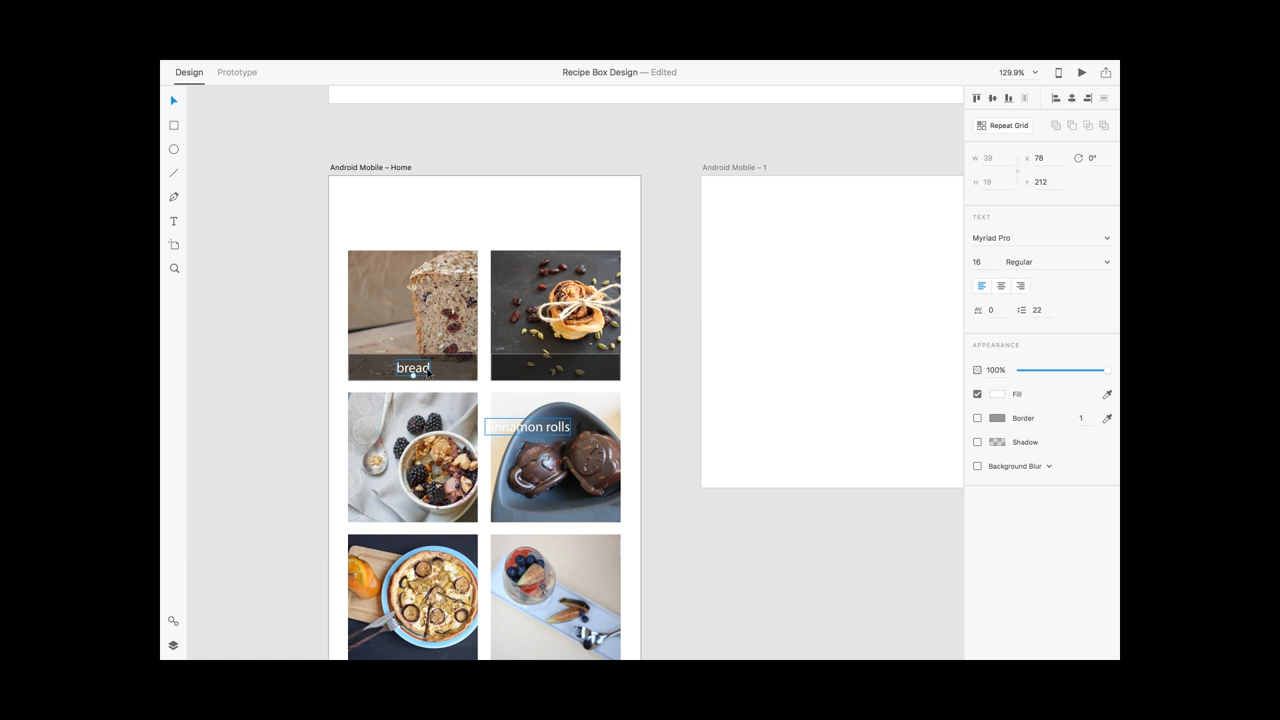 Design Prototype Recipe Box Design — Edited 129.9%
Repeat Grid
W 39 X 78 0°
H 19 Y 212
Android Mobile – Home Android Mobile – 1
TEXT
Myriad Pro
16 Regular
AV 0 22
APPEARANCE
100%
Fill
Border 1
Shadow
Background Blur
bread
innamon rolls